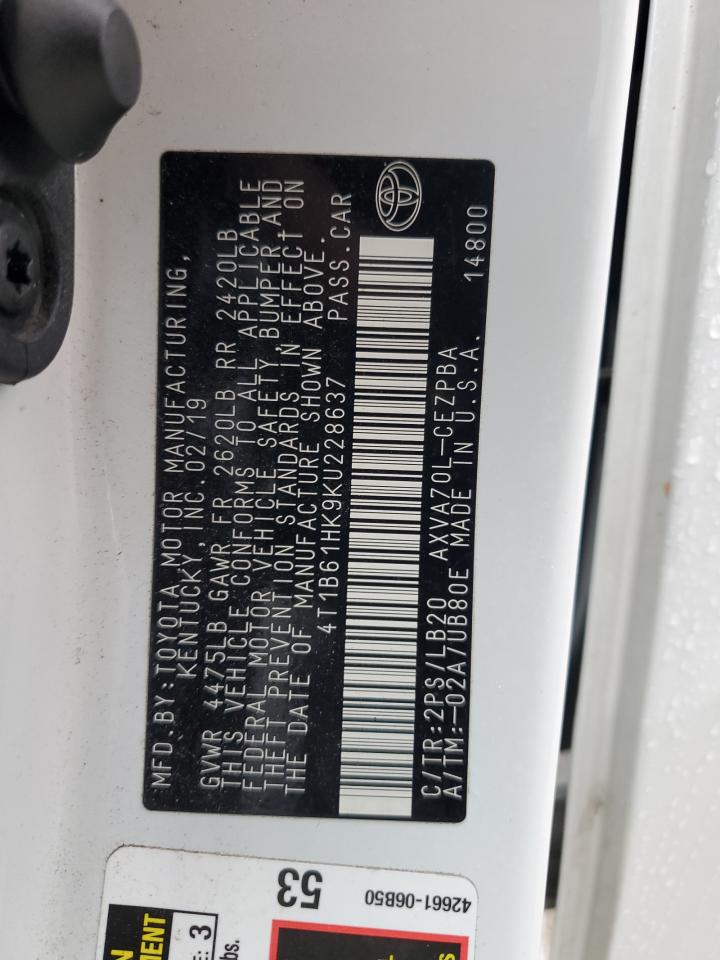 MFD.BY:TOYOTA MOTOR MANUFACTURING,
KENTUCKY, INC.02/19
GVWR 4475LB GAWR FR 2620LB RR 2420LB
THIS VEHICLE CONFORMS TO ALL APPLICABLE
FEDERAL MOTOR VEHICLE SAFETY, BUMPER AND
THEFT PREVENTION STANDARDS IN EFFECT ON
THE DATE OF MANUFACTURE SHOWN ABOVE.
4T1B61HK9KU228637 PASS.CAR
C/TR:2PS/LB20 AXVA70L-CEZPBA
A/TM:-02A/UB80E MADE IN U.S.A. 14800
53
42661-06B50
MENT
E: 3
bs.